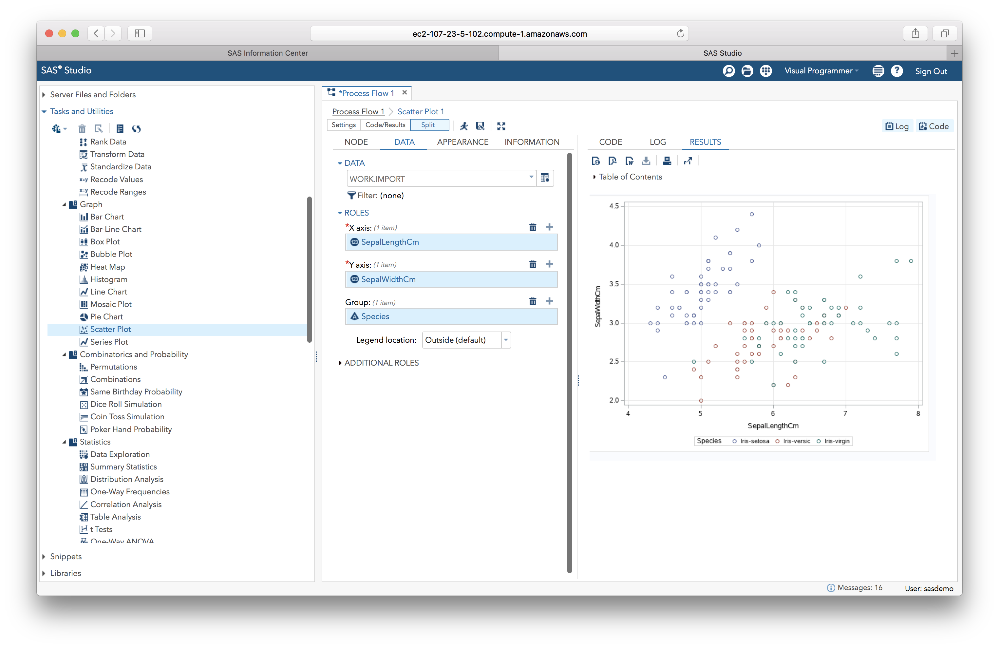 ec2-107-23-5-102.compute-1.amazonaws.com
SAS Information Center
SAS Studio
SAS® Studio
Visual Programmer
Sign Out
Server Files and Folders
Tasks and Utilities
Rank Data
Transform Data
Standardize Data
Recode Values
Recode Ranges
Graph
Bar Chart
Bar-Line Chart
Box Plot
Bubble Plot
Heat Map
Histogram
Line Chart
Mosaic Plot
Pie Chart
Scatter Plot
Series Plot
Combinatorics and Probability
Permutations
Combinations
Same Birthday Probability
Dice Roll Simulation
Coin Toss Simulation
Poker Hand Probability
Statistics
Data Exploration
Summary Statistics
Distribution Analysis
One-Way Frequencies
Correlation Analysis
Table Analysis
t Tests
One-Way ANOVA
Snippets
Libraries
*Process Flow 1
Process Flow 1
Scatter Plot 1
Settings
Code/Results
Split
Log
Code
NODE
DATA
APPEARANCE
INFORMATION
DATA
WORK.IMPORT
Filter: (none)
ROLES
*X axis: (1 item)
123 SepalLengthCm
*Y axis: (1 item)
123 SepalWidthCm
Group: (1 item)
A Species
Legend location: Outside (default)
ADDITIONAL ROLES
CODE
LOG
RESULTS
Table of Contents
4.5
4.0
3.5
3.0
2.5
2.0
SepalWidthCm
4 5 6 7 8
SepalLengthCm
Species Iris-setosa Iris-versic Iris-virgin
Messages: 16
User: sasdemo